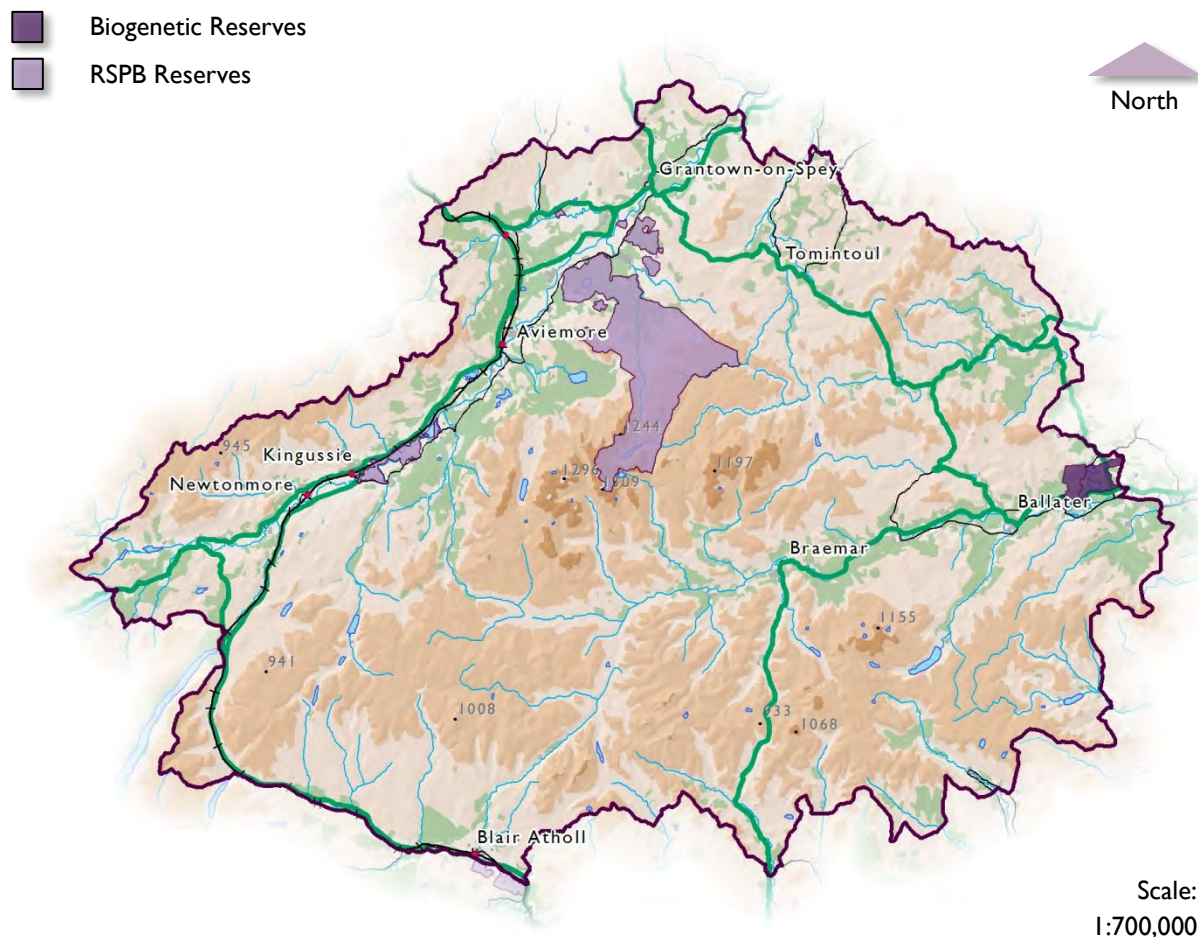 Biogenetic Reserves
RSPB Reserves
North
Grantown-on-Spey
Tomintoul
Aviemore
1244
945
Kingussie
1296
1197
Newtonmore
1309
Ballater
Braemar
1155
941
1008
933
1068
Blair Atholl
Scale:
1:700,000